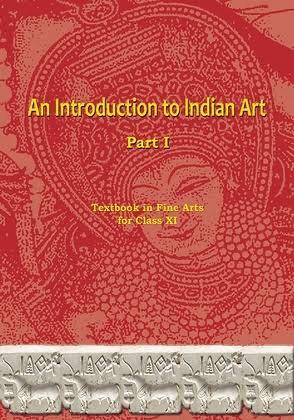 An Introduction to Indian Art
Part I
Textbook in Fine Arts
for Class XI